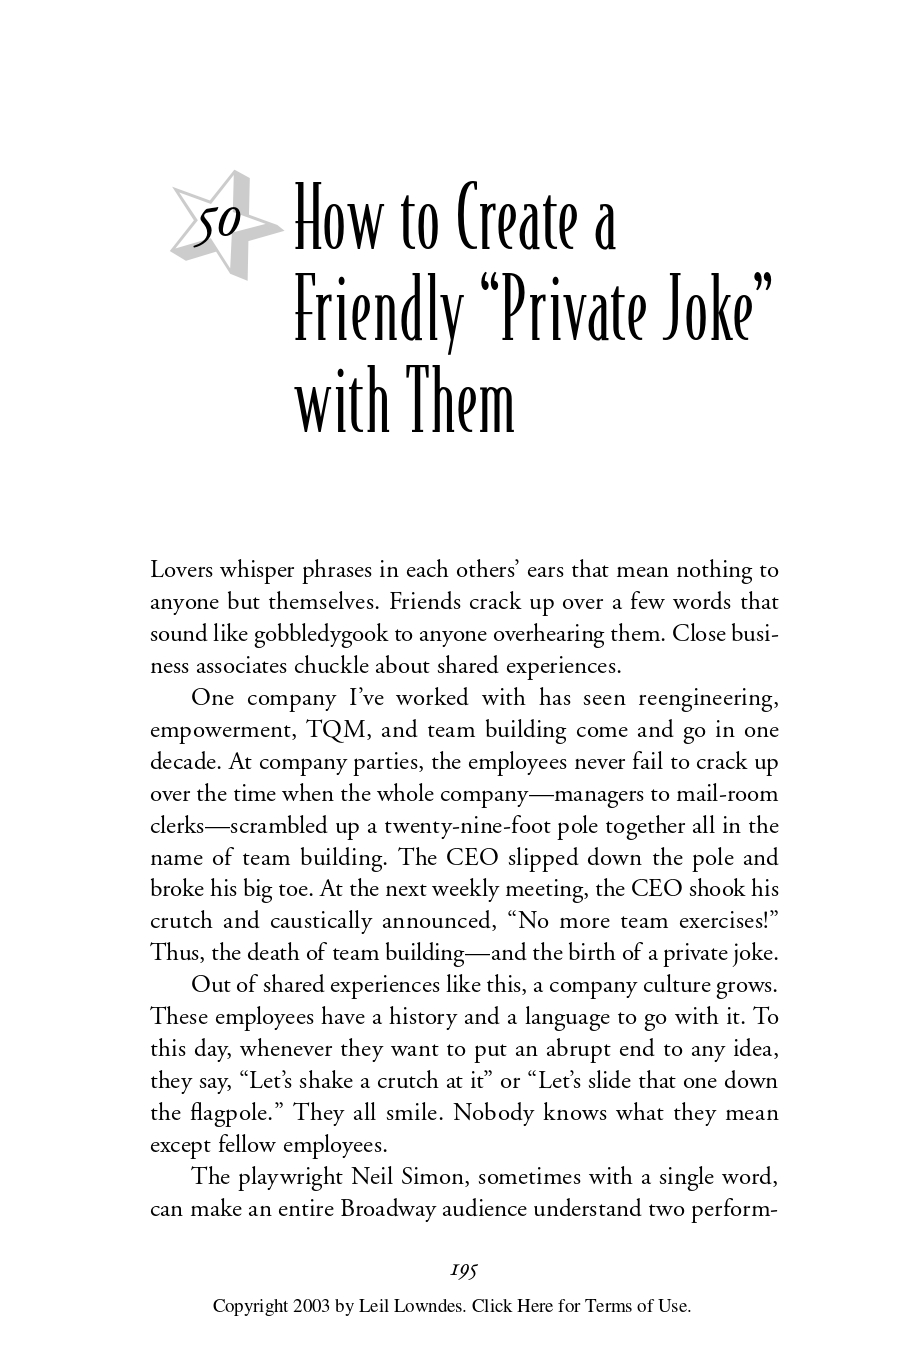 50
How to Create a
Friendly “Private Joke”
with Them
Lovers whisper phrases in each others’ ears that mean nothing to
anyone but themselves. Friends crack up over a few words that
sound like gobbledygook to anyone overhearing them. Close busi-
ness associates chuckle about shared experiences.
One company I’ve worked with has seen reengineering,
empowerment, TQM, and team building come and go in one
decade. At company parties, the employees never fail to crack up
over the time when the whole company—managers to mail-room
clerks—scrambled up a twenty-nine-foot pole together all in the
name of team building. The CEO slipped down the pole and
broke his big toe. At the next weekly meeting, the CEO shook his
crutch and caustically announced, “No more team exercises!”
Thus, the death of team building—and the birth of a private joke.
Out of shared experiences like this, a company culture grows.
These employees have a history and a language to go with it. To
this day, whenever they want to put an abrupt end to any idea,
they say, “Let’s shake a crutch at it” or “Let’s slide that one down
the flagpole.” They all smile. Nobody knows what they mean
except fellow employees.
The playwright Neil Simon, sometimes with a single word,
can make an entire Broadway audience understand two perform-
195
Copyright 2003 by Leil Lowndes. Click Here for Terms of Use.